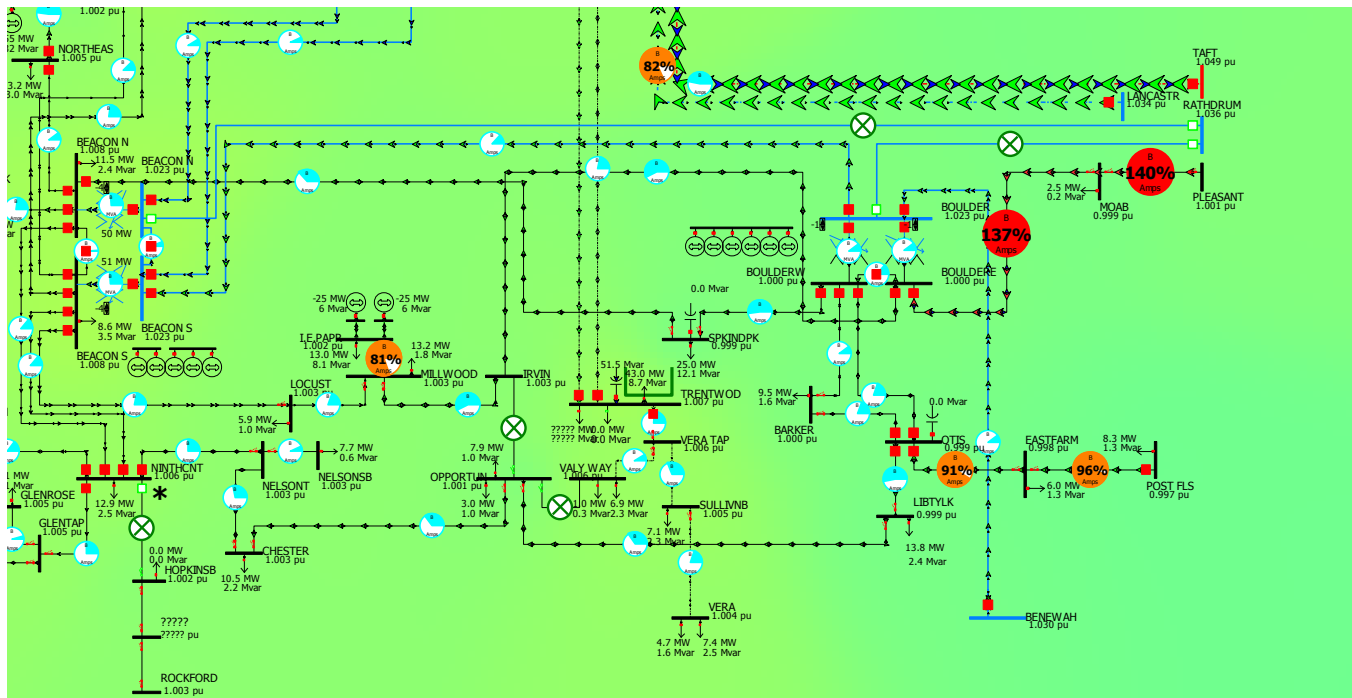 1.002 pu
55 MW
32 Mvar
NORTHEAS
1.005 pu
3.2 MW
3.0 Mvar
82%
Amps
TAFT
1.049 pu
LANCASTR
1.034 pu
RATHDRUM
1.036 pu
BEACON N
1.008 pu
11.5 MW
2.4 Mvar
BEACON N
1.023 pu
50 MW
51 MW
MVA
MVA
8.6 MW
3.5 Mvar
BEACON S
1.023 pu
BEACON S
1.008 pu
B
140%
Amps
2.5 MW
0.2 Mvar
MOAB
0.999 pu
PLEASANT
1.001 pu
BOULDER
1.023 pu
B
137%
Amps
MVA
MVA
BOULDERW
1.000 pu
BOULDERE
1.000 pu
0.0 Mvar
-25 MW
6 Mvar
-25 MW
6 Mvar
I.E.PAPR
1.002 pu
13.0 MW
8.1 Mvar
81%
Amps
13.2 MW
1.8 Mvar
MILLWOOD
1.003 pu
IRVIN
1.003 pu
SPKINDPK
0.999 pu
25.0 MW
12.1 Mvar
51.5 Mvar
43.0 MW
8.7 Mvar
TRENTWOD
1.007 pu
????? MW
????? Mvar
0.0 MW
0.0 Mvar
LOCUST
1.003 pu
5.9 MW
1.0 Mvar
9.5 MW
1.6 Mvar
BARKER
1.000 pu
0.0 Mvar
OTIS
0.999 pu
B
91%
Amps
EASTFARM
0.998 pu
B
96%
Amps
8.3 MW
1.3 Mvar
POST FLS
0.997 pu
6.0 MW
1.3 Mvar
VERA TAP
1.006 pu
7.9 MW
1.0 Mvar
OPPORTUN
1.001 pu
3.0 MW
1.0 Mvar
VALY WAY
1.006 pu
1.0 MW
0.3 Mvar
6.9 MW
2.3 Mvar
SULLIVNB
1.005 pu
7.1 MW
2.3 Mvar
LIBTYLK
0.999 pu
13.8 MW
2.4 Mvar
NINTHCNT
1.006 pu
*
12.9 MW
2.5 Mvar
NELSONT
1.003 pu
7.7 MW
0.6 Mvar
NELSONSB
1.003 pu
GLENROSE
1.005 pu
GLENTAP
1.005 pu
CHESTER
1.003 pu
10.5 MW
2.2 Mvar
0.0 MW
0.0 Mvar
HOPKINSB
1.002 pu
?????
????? pu
ROCKFORD
1.003 pu
VERA
1.004 pu
4.7 MW
1.6 Mvar
7.4 MW
2.5 Mvar
BENEWAH
1.030 pu